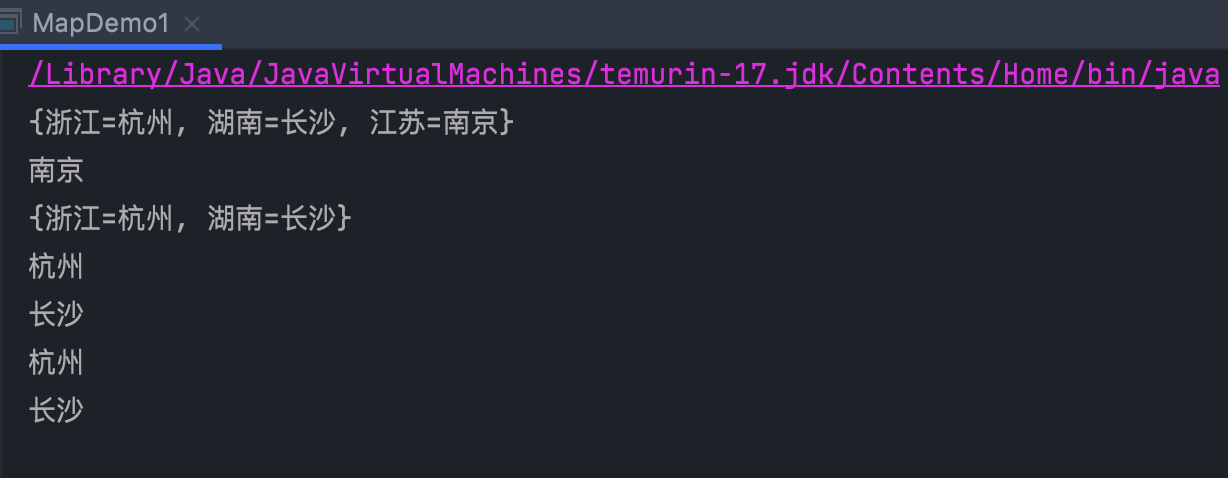 MapDemo1
/Library/Java/JavaVirtualMachines/temurin-17.jdk/Contents/Home/bin/java
{浙江=杭州, 湖南=长沙, 江苏=南京}
南京
{浙江=杭州, 湖南=长沙}
杭州
长沙
杭州
长沙